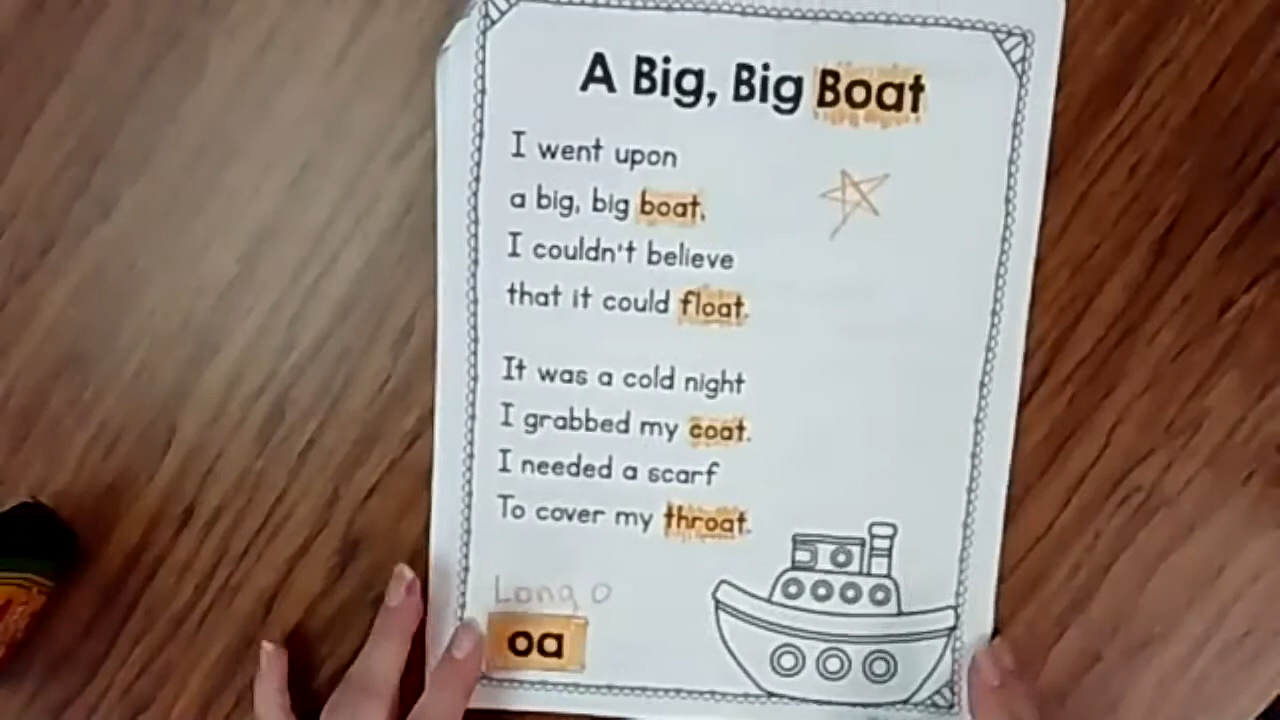 A Big, Big Boat
I went upon
a big, big boat.
I couldn't believe
that it could float.
It was a cold night
I grabbed my coat.
I needed a scarf
To cover my throat.
Long o
oa